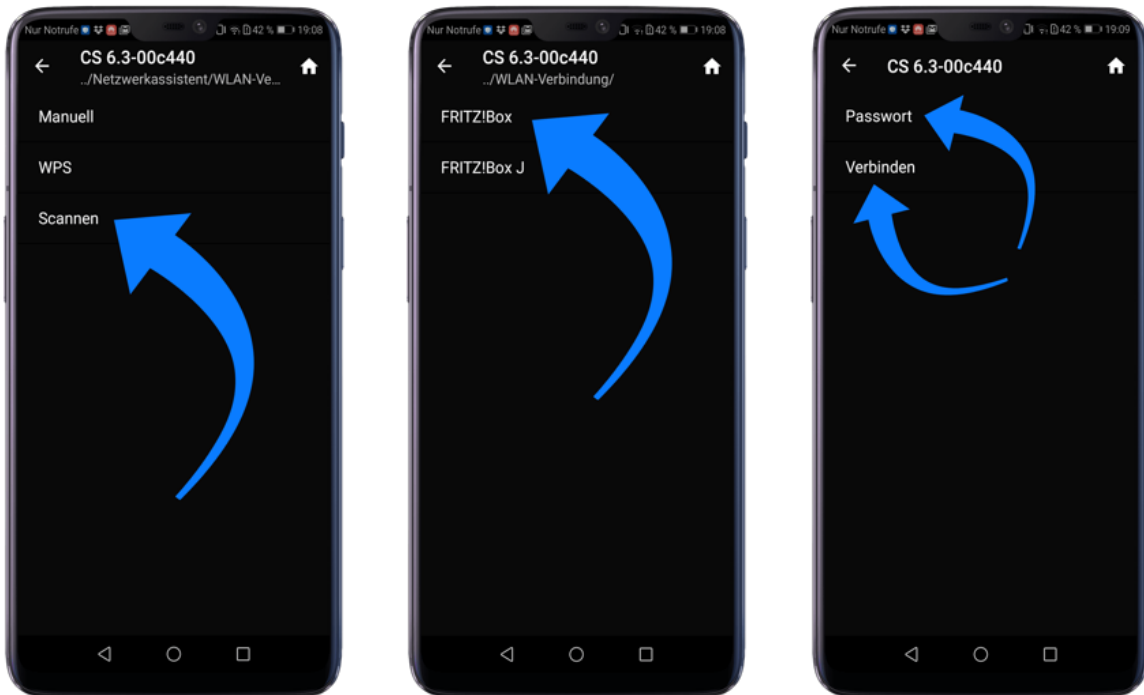 Nur Notrufe 42 % 19:08
CS 6.3-00c440
../Netzwerkassistent/WLAN-Ve...
Manuell
WPS
Scannen
Nur Notrufe 42 % 19:08
CS 6.3-00c440
../WLAN-Verbindung/
FRITZ!Box
FRITZ!Box J
Nur Notrufe 42 % 19:09
CS 6.3-00c440
Passwort
Verbinden